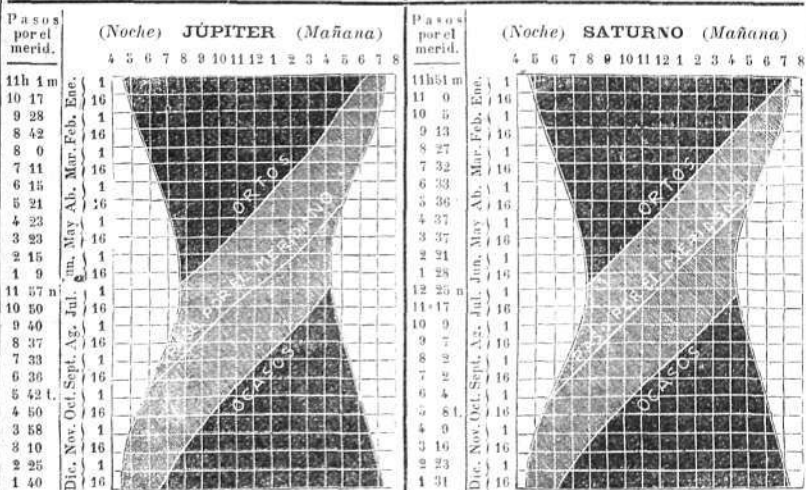 Pasos
por el
merid.
(Noche) JÚPITER (Mañana)
4 5 6 7 8 9 10 11 12 1 2 3 4 5 6 7 8
11h 1m Ene. 1
10 17 16
9 28 Feb. 1
8 42 16
8 0 Mar. 1
7 11 16
6 15 Ab. 1
5 21 16
4 23 May 1
3 23 16
2 15 Jun. 1
1 9 16
11 57 n Jul. 1
10 50 16
9 40 Ag. 1
8 37 16
7 33 Sept. 1
6 36 16
5 42 t. Oct. 1
4 50 16
3 58 Nov. 1
3 10 16
2 25 Dic. 1
1 40 16
ORTOS
PASO POR EL MERIDIANO
OCASOS
Pasos
por el
merid.
(Noche) SATURNO (Mañana)
4 5 6 7 8 9 10 11 12 1 2 3 4 5 6 7 8
11h51m Ene. 1
11 0 16
10 5 Feb. 1
9 13 16
8 27 Mar. 1
7 32 16
6 33 Ab. 1
5 36 16
4 37 May 1
3 37 16
2 21 Jun. 1
1 28 16
12 25 n Jul. 1
11 17 16
10 9 Ag. 1
9 16
8 2 Sept. 1
7 2 16
6 4 Oct. 1
5 8 t. 16
4 9 Nov. 1
3 16 16
2 23 Dic. 1
1 31 16
ORTOS
PASO POR EL MERIDIANO
OCASOS